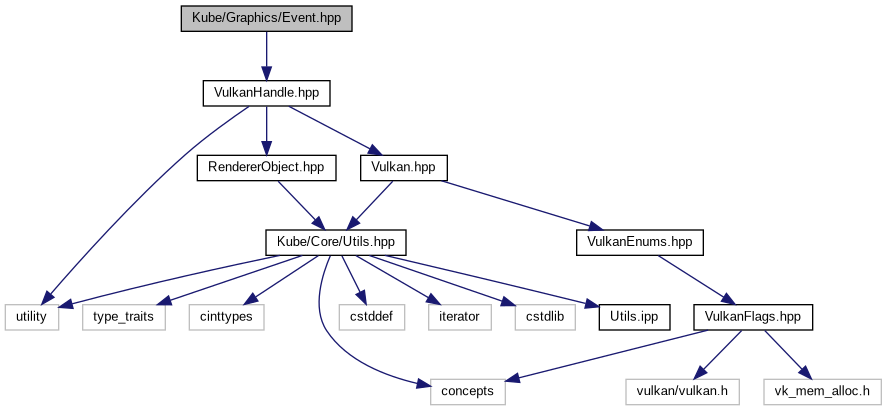 Kube/Graphics/Event.hpp
VulkanHandle.hpp
RendererObject.hpp
Vulkan.hpp
Kube/Core/Utils.hpp
VulkanEnums.hpp
utility
type_traits
cinttypes
cstddef
iterator
cstdlib
Utils.ipp
VulkanFlags.hpp
concepts
vulkan/vulkan.h
vk_mem_alloc.h